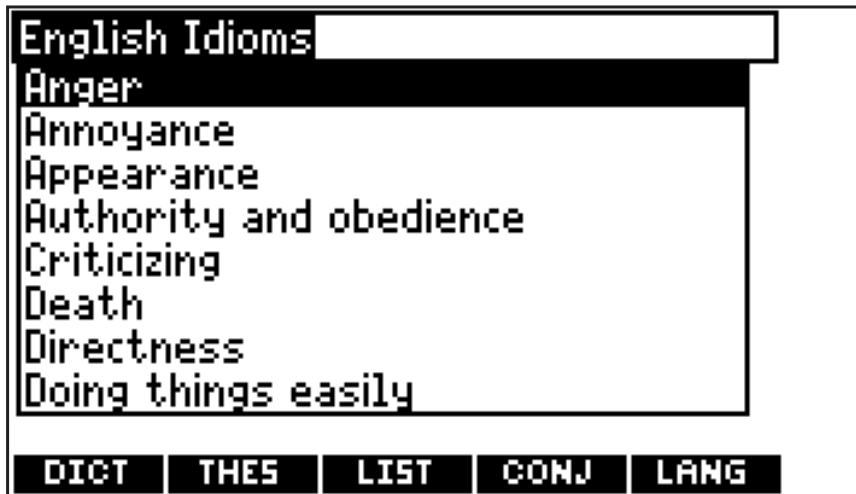 English Idioms
Anger
Annoyance
Appearance
Authority and obedience
Criticizing
Death
Directness
Doing things easily
DICT THES LIST CONJ LANG